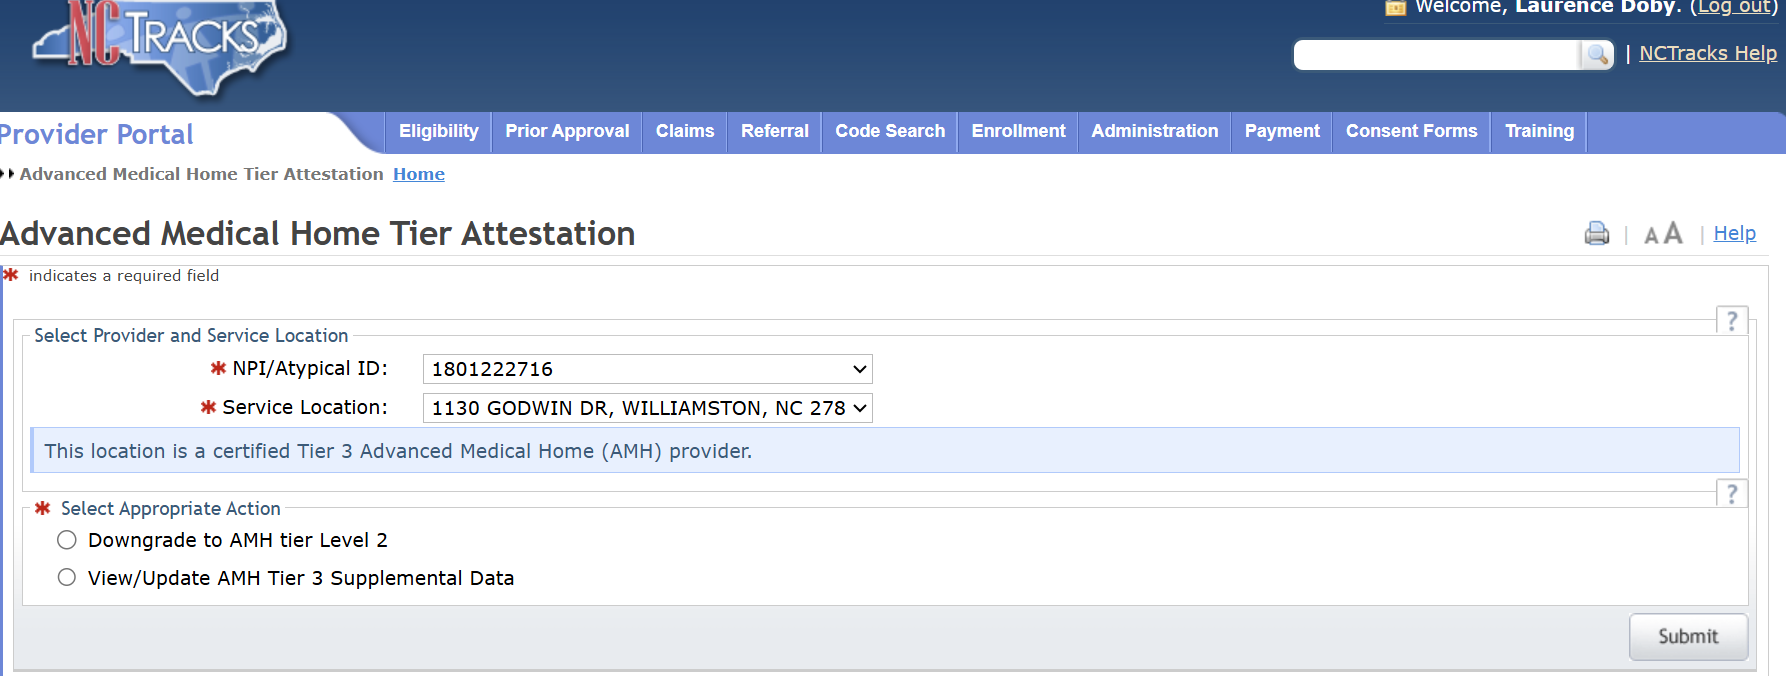 NCTRACKS
Welcome, Laurence Doby. (Log out)
| NCTracks Help
Provider Portal
Eligibility
Prior Approval
Claims
Referral
Code Search
Enrollment
Administration
Payment
Consent Forms
Training
Advanced Medical Home Tier Attestation Home
Advanced Medical Home Tier Attestation
| A A | Help
* indicates a required field
?
Select Provider and Service Location
* NPI/Atypical ID: 1801222716
* Service Location: 1130 GODWIN DR, WILLIAMSTON, NC 278
This location is a certified Tier 3 Advanced Medical Home (AMH) provider.
?
* Select Appropriate Action
Downgrade to AMH tier Level 2
View/Update AMH Tier 3 Supplemental Data
Submit